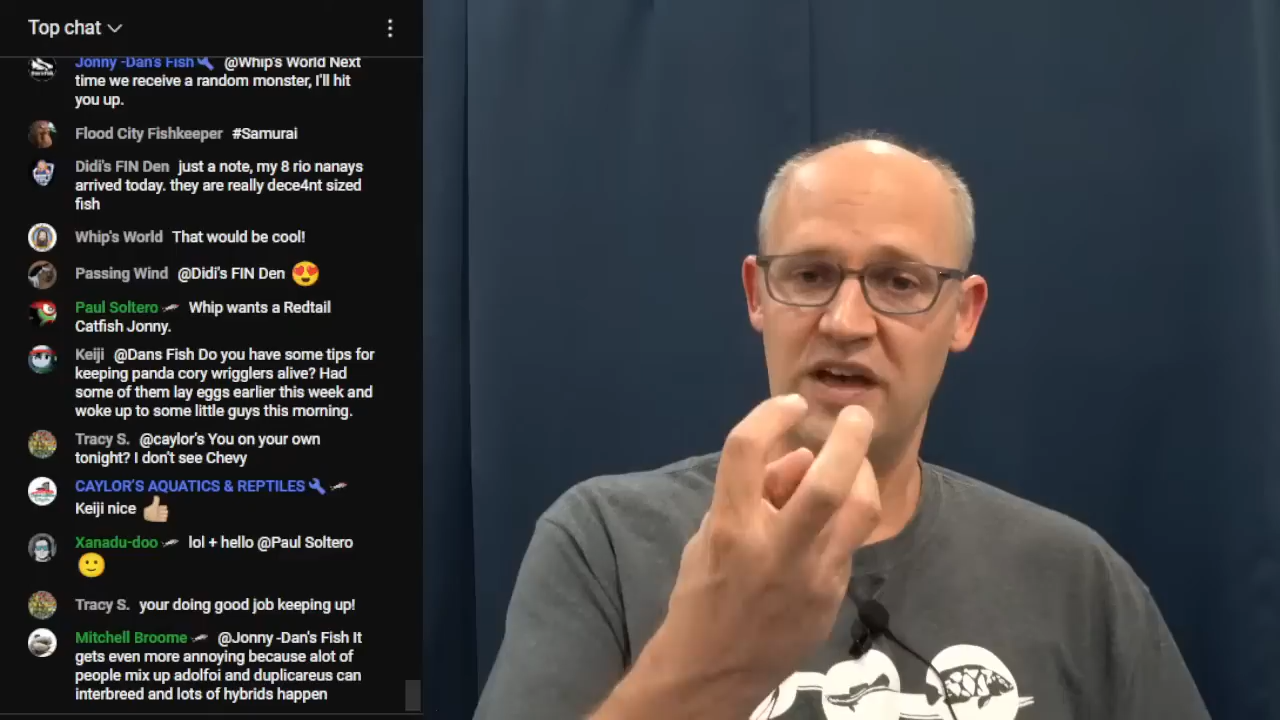 Top chat
Jonny -Dan's Fish @Whip's World Next
time we receive a random monster, I'll hit
you up.
Flood City Fishkeeper #Samurai
Didi's FIN Den just a note, my 8 rio nanays
arrived today. they are really dece4nt sized
fish
Whip's World That would be cool!
Passing Wind @Didi's FIN Den 😍
Paul Soltero Whip wants a Redtail
Catfish Jonny.
Keiji @Dans Fish Do you have some tips for
keeping panda cory wrigglers alive? Had
some of them lay eggs earlier this week and
woke up to some little guys this morning.
Tracy S. @caylor's You on your own
tonight? I don't see Chevy
CAYLOR'S AQUATICS & REPTILES
Keiji nice 👍🏼
Xanadu-doo lol + hello @Paul Soltero
🙂
Tracy S. your doing good job keeping up!
Mitchell Broome @Jonny -Dan's Fish It
gets even more annoying because alot of
people mix up adolfoi and duplicareus can
interbreed and lots of hybrids happen